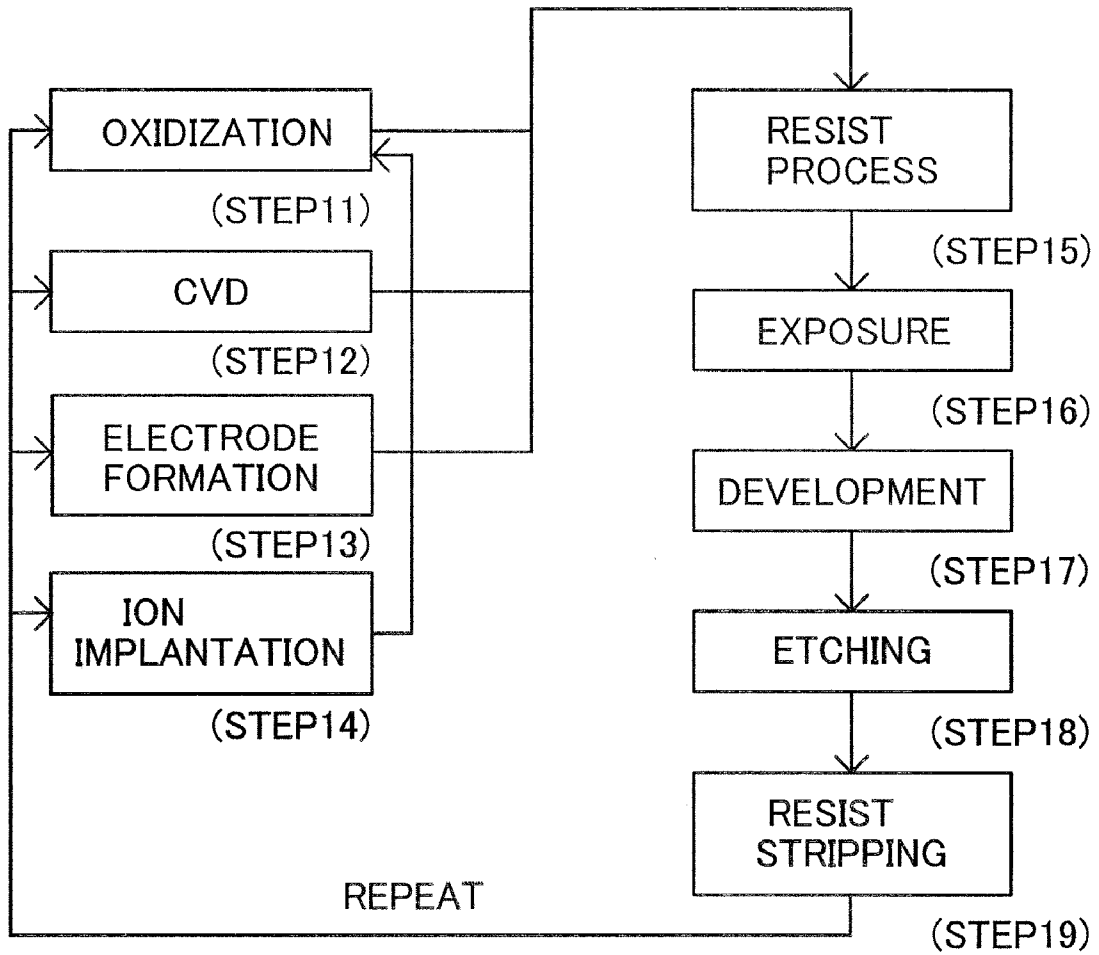 OXIDIZATION
(STEP11)
CVD
(STEP12)
ELECTRODE
FORMATION
(STEP13)
ION
IMPLANTATION
(STEP14)
RESIST
PROCESS
(STEP15)
EXPOSURE
(STEP16)
DEVELOPMENT
(STEP17)
ETCHING
(STEP18)
RESIST
STRIPPING
(STEP19)
REPEAT